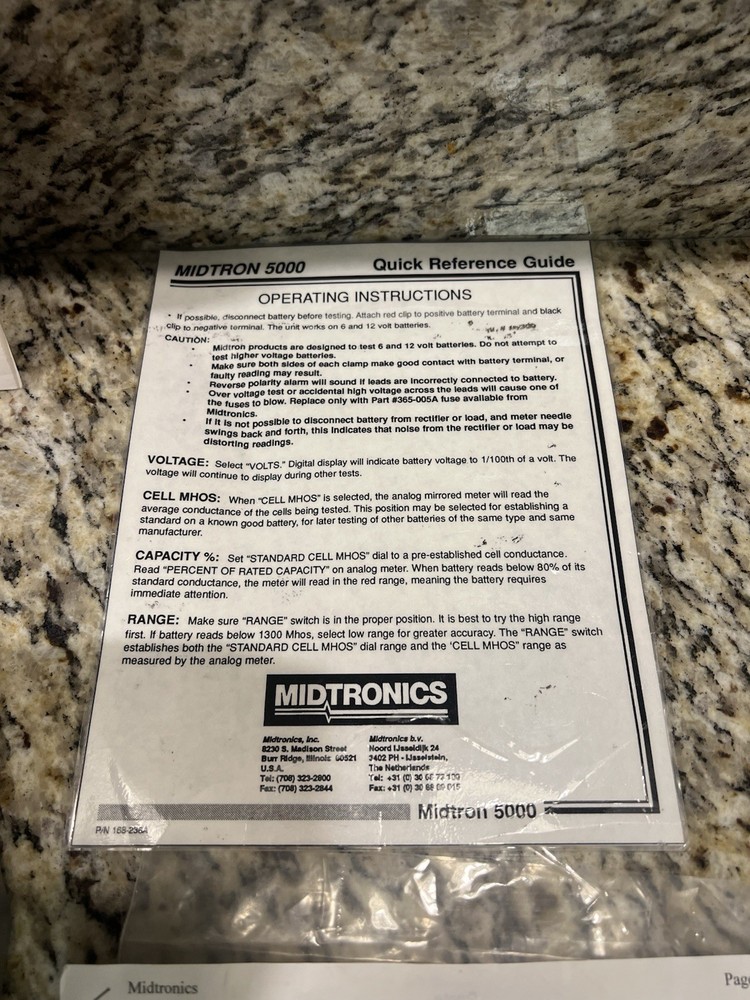 MIDTRON 5000 Quick Reference Guide
OPERATING INSTRUCTIONS
• If possible, disconnect battery before testing. Attach red clip to positive battery terminal and black
clip to negative terminal. The unit works on 6 and 12 volt batteries.
CAUTION:
• Midtron products are designed to test 6 and 12 volt batteries. Do not attempt to
test higher voltage batteries.
• Make sure both sides of each clamp make good contact with battery terminal, or
faulty reading may result.
• Reverse polarity alarm will sound if leads are incorrectly connected to battery.
• Over voltage test or accidental high voltage across the leads will cause one of
the fuses to blow. Replace only with Part #365-005A fuse available from
Midtronics.
• If it is not possible to disconnect battery from rectifier or load, and meter needle
swings back and forth, this indicates that noise from the rectifier or load may be
distorting readings.
VOLTAGE: Select "VOLTS." Digital display will indicate battery voltage to 1/100th of a volt. The
voltage will continue to display during other tests.
CELL MHOS: When "CELL MHOS" is selected, the analog mirrored meter will read the
average conductance of the cells being tested. This position may be selected for establishing a
standard on a known good battery, for later testing of other batteries of the same type and same
manufacturer.
CAPACITY %: Set "STANDARD CELL MHOS" dial to a pre-established cell conductance.
Read "PERCENT OF RATED CAPACITY" on analog meter. When battery reads below 80% of its
standard conductance, the meter will read in the red range, meaning the battery requires
immediate attention.
RANGE: Make sure "RANGE" switch is in the proper position. It is best to try the high range
first. If battery reads below 1300 Mhos, select low range for greater accuracy. The "RANGE" switch
establishes both the "STANDARD CELL MHOS" dial range and the 'CELL MHOS" range as
measured by the analog meter.
MIDTRONICS
Midtronics, Inc.
8230 S. Madison Street
Burr Ridge, Illinois 60521
U.S.A.
Tel: (708) 323-2800
Fax: (708) 323-2844
Midtronics b.v.
Noord IJsseldijk 24
3402 PH - IJsselstein,
The Netherlands
Tel: +31 (0) 30
Fax: +31 (0) 30
Midtron 5000
P/N 168-236A
Midtronics Page